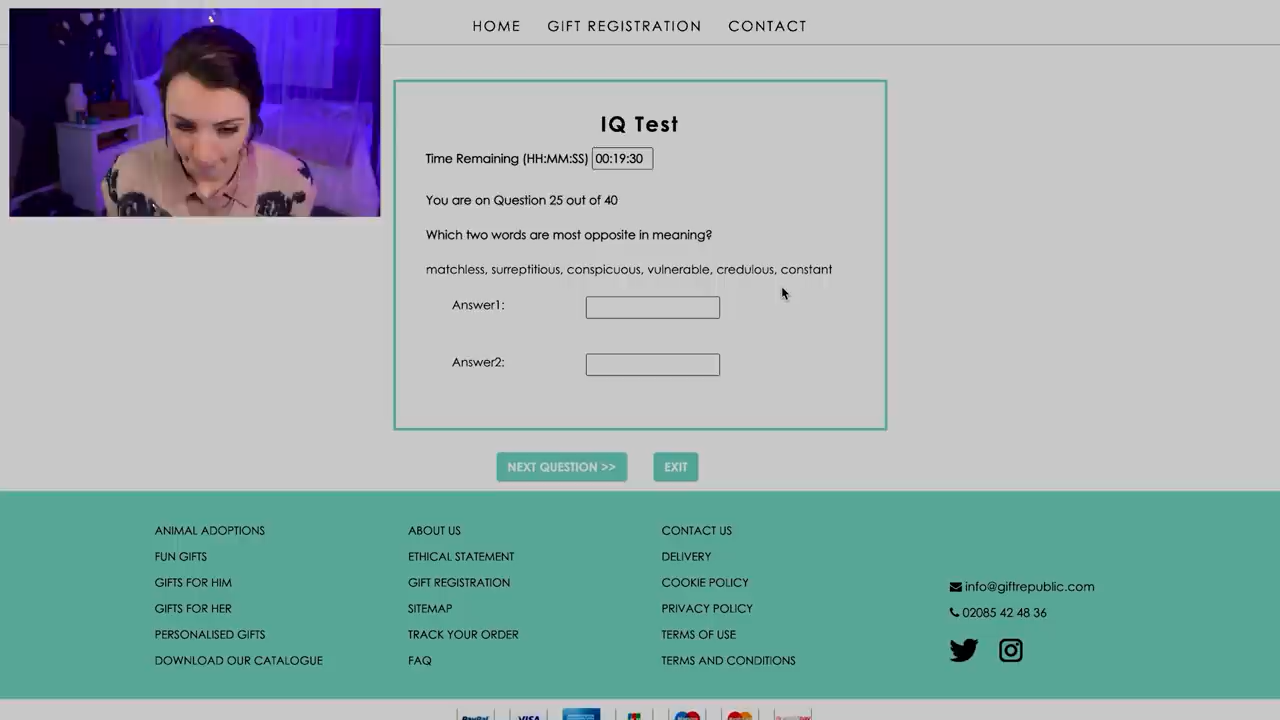 HOME GIFT REGISTRATION CONTACT
IQ Test
Time Remaining (HH:MM:SS) 00:19:30
You are on Question 25 out of 40
Which two words are most opposite in meaning?
matchless, surreptitious, conspicuous, vulnerable, credulous, constant
Answer1:
Answer2:
NEXT QUESTION >> EXIT
ANIMAL ADOPTIONS
FUN GIFTS
GIFTS FOR HIM
GIFTS FOR HER
PERSONALISED GIFTS
DOWNLOAD OUR CATALOGUE
ABOUT US
ETHICAL STATEMENT
GIFT REGISTRATION
SITEMAP
TRACK YOUR ORDER
FAQ
CONTACT US
DELIVERY
COOKIE POLICY
PRIVACY POLICY
TERMS OF USE
TERMS AND CONDITIONS
info@giftrepublic.com
02085 42 48 36
PayPal VISA